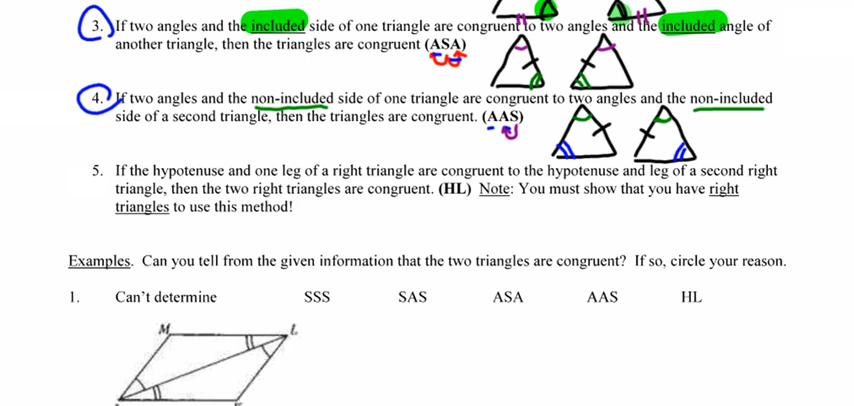 3. If two angles and the included side of one triangle are congruent to two angles and the included angle of
another triangle, then the triangles are congruent (ASA)
4. If two angles and the non-included side of one triangle are congruent to two angles and the non-included
side of a second triangle, then the triangles are congruent. (AAS)
5. If the hypotenuse and one leg of a right triangle are congruent to the hypotenuse and leg of a second right
triangle, then the two right triangles are congruent. (HL) Note: You must show that you have right
triangles to use this method!
Examples. Can you tell from the given information that the two triangles are congruent? If so, circle your reason.
1. Can't determine SSS SAS ASA AAS HL
M L